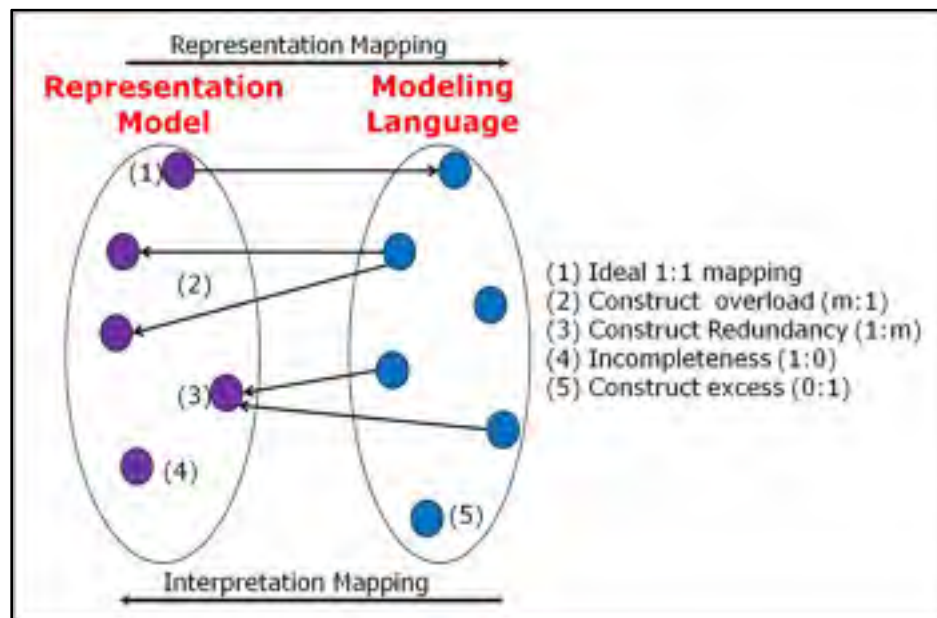 Representation Mapping
Representation
Model
Modeling
Language
(1)
(2)
(3)
(4)
(5)
(1) Ideal 1:1 mapping
(2) Construct overload (m:1)
(3) Construct Redundancy (1:m)
(4) Incompleteness (1:0)
(5) Construct excess (0:1)
Interpretation Mapping